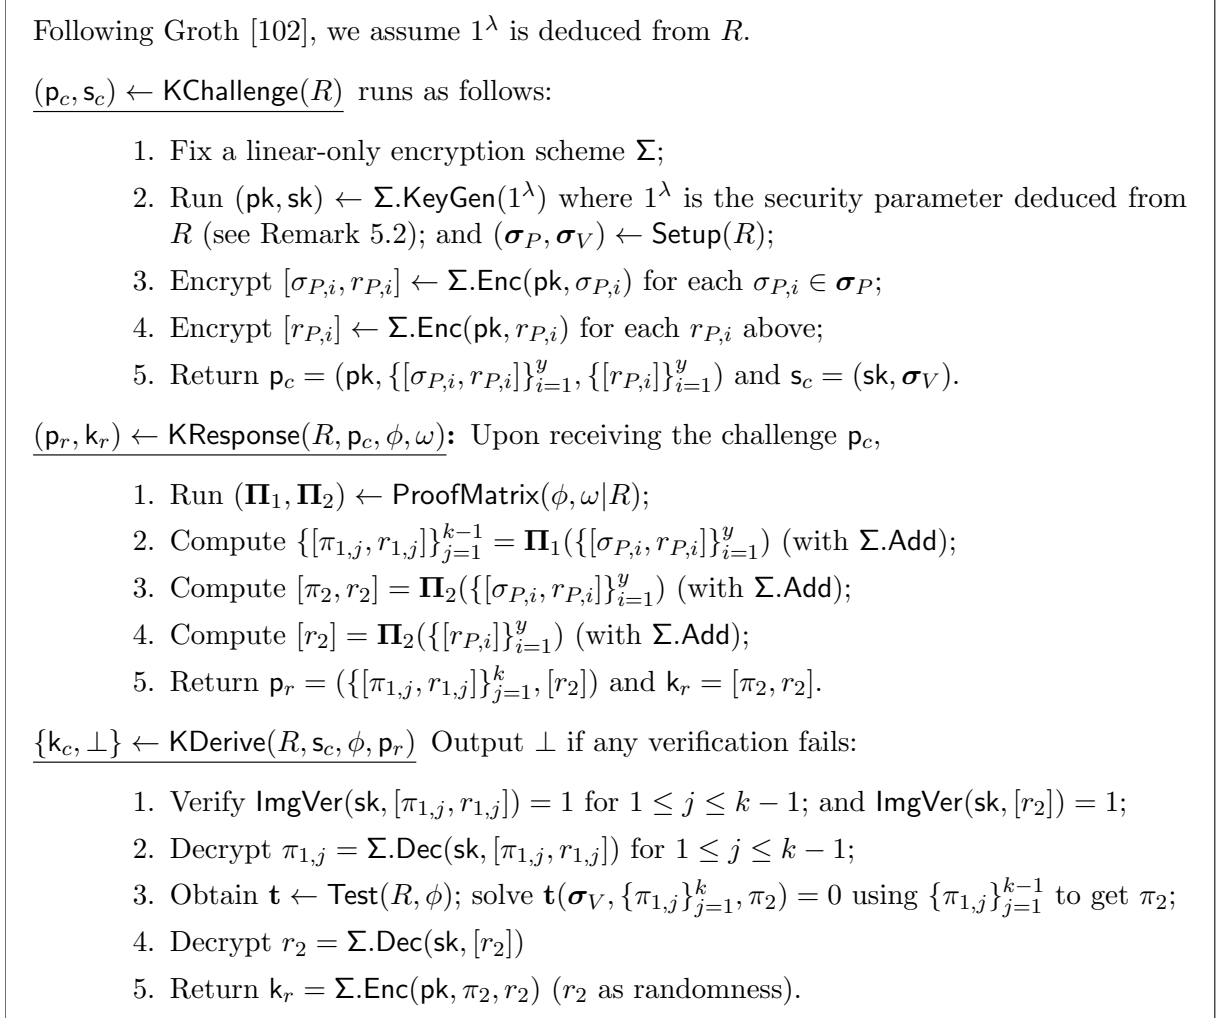 Following Groth [102], we assume 1^λ is deduced from R.
(p_c, s_c) ← KChallenge(R) runs as follows:
1. Fix a linear-only encryption scheme Σ;
2. Run (pk, sk) ← Σ.KeyGen(1^λ) where 1^λ is the security parameter deduced from
R (see Remark 5.2); and (σ_P, σ_V) ← Setup(R);
3. Encrypt [σ_{P,i}, r_{P,i}] ← Σ.Enc(pk, σ_{P,i}) for each σ_{P,i} ∈ σ_P;
4. Encrypt [r_{P,i}] ← Σ.Enc(pk, r_{P,i}) for each r_{P,i} above;
5. Return p_c = (pk, {[σ_{P,i}, r_{P,i}]}_{i=1}^y, {[r_{P,i}]}_{i=1}^y) and s_c = (sk, σ_V).
(p_r, k_r) ← KResponse(R, p_c, ϕ, ω): Upon receiving the challenge p_c,
1. Run (Π_1, Π_2) ← ProofMatrix(ϕ, ω|R);
2. Compute {[π_{1,j}, r_{1,j}]}_{j=1}^{k−1} = Π_1({[σ_{P,i}, r_{P,i}]}_{i=1}^y) (with Σ.Add);
3. Compute [π_2, r_2] = Π_2({[σ_{P,i}, r_{P,i}]}_{i=1}^y) (with Σ.Add);
4. Compute [r_2] = Π_2({[r_{P,i}]}_{i=1}^y) (with Σ.Add);
5. Return p_r = ({[π_{1,j}, r_{1,j}]}_{j=1}^k, [r_2]) and k_r = [π_2, r_2].
{k_c, ⊥} ← KDerive(R, s_c, ϕ, p_r) Output ⊥ if any verification fails:
1. Verify ImgVer(sk, [π_{1,j}, r_{1,j}]) = 1 for 1 ≤ j ≤ k − 1; and ImgVer(sk, [r_2]) = 1;
2. Decrypt π_{1,j} = Σ.Dec(sk, [π_{1,j}, r_{1,j}]) for 1 ≤ j ≤ k − 1;
3. Obtain t ← Test(R, ϕ); solve t(σ_V, {π_{1,j}}_{j=1}^k, π_2) = 0 using {π_{1,j}}_{j=1}^{k−1} to get π_2;
4. Decrypt r_2 = Σ.Dec(sk, [r_2])
5. Return k_r = Σ.Enc(pk, π_2, r_2) (r_2 as randomness).